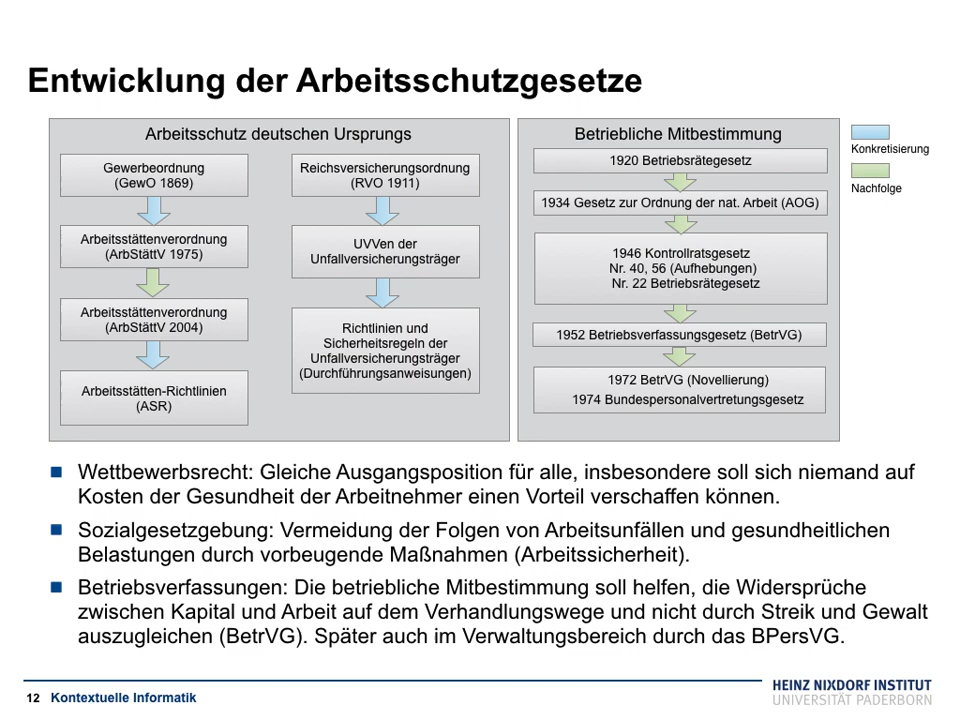 Entwicklung der Arbeitsschutzgesetze
Arbeitsschutz deutschen Ursprungs
Gewerbeordnung
(GewO 1869)
Arbeitsstättenverordnung
(ArbStättV 1975)
Arbeitsstättenverordnung
(ArbStättV 2004)
Arbeitsstätten-Richtlinien
(ASR)
Reichsversicherungsordnung
(RVO 1911)
UVVen der
Unfallversicherungsträger
Richtlinien und
Sicherheitsregeln der
Unfallversicherungsträger
(Durchführungsanweisungen)
Betriebliche Mitbestimmung
1920 Betriebsrätegesetz
1934 Gesetz zur Ordnung der nat. Arbeit (AOG)
1946 Kontrollratsgesetz
Nr. 40, 56 (Aufhebungen)
Nr. 22 Betriebsrätegesetz
1952 Betriebsverfassungsgesetz (BetrVG)
1972 BetrVG (Novellierung)
1974 Bundespersonalvertretungsgesetz
Konkretisierung
Nachfolge
Wettbewerbsrecht: Gleiche Ausgangsposition für alle, insbesondere soll sich niemand auf
Kosten der Gesundheit der Arbeitnehmer einen Vorteil verschaffen können.
Sozialgesetzgebung: Vermeidung der Folgen von Arbeitsunfällen und gesundheitlichen
Belastungen durch vorbeugende Maßnahmen (Arbeitssicherheit).
Betriebsverfassungen: Die betriebliche Mitbestimmung soll helfen, die Widersprüche
zwischen Kapital und Arbeit auf dem Verhandlungswege und nicht durch Streik und Gewalt
auszugleichen (BetrVG). Später auch im Verwaltungsbereich durch das BPersVG.
12 Kontextuelle Informatik
HEINZ NIXDORF INSTITUT
UNIVERSITÄT PADERBORN